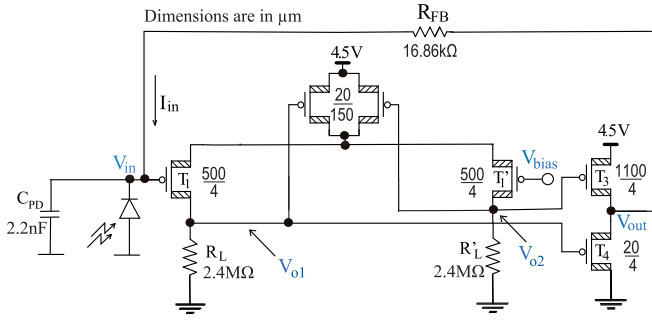 Dimensions are in µm
R_FB
16.86kΩ
4.5V
I_in
20
150
V_in
T_1
500
4
500
4
T_1'
V_bias
4.5V
T_3
1100
4
C_PD
2.2nF
V_out
T_4
20
4
R_L
2.4MΩ
V_o1
R'_L
2.4MΩ
V_o2